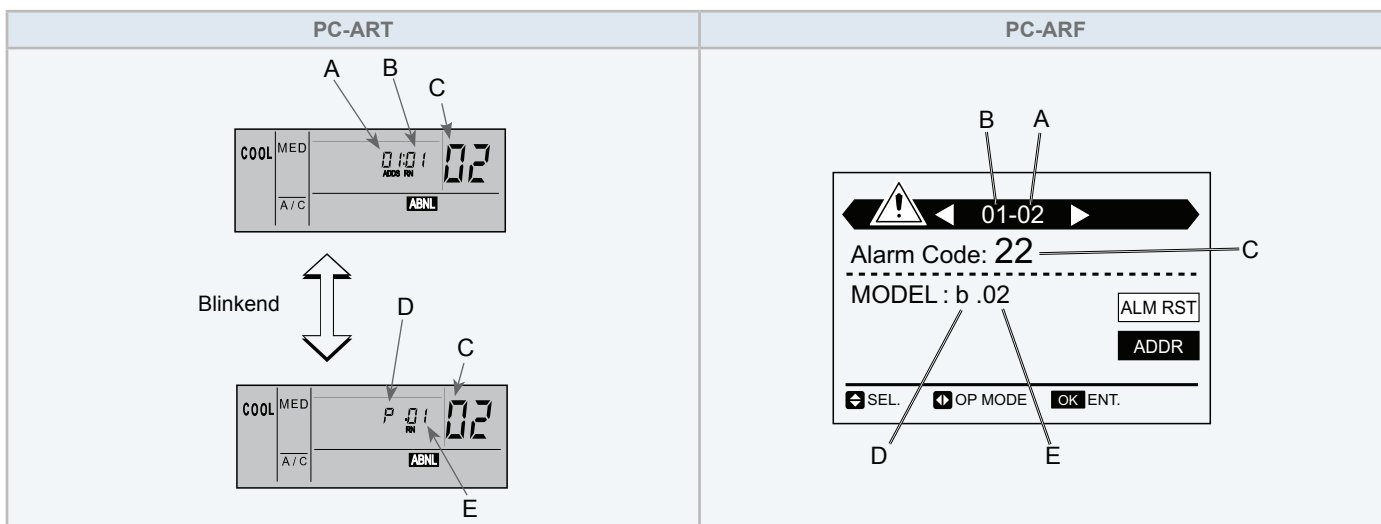 PC-ART
PC-ARF
A B C
COOL MED 01:01 02
ADDS RN
A/C ABNL
Blinkend
D C
COOL MED P .01 02
RN
A/C ABNL
E
B A
01-02
Alarm Code: 22 C
MODEL : b .02
ALM RST
ADDR
SEL. OP MODE OK ENT.
D E